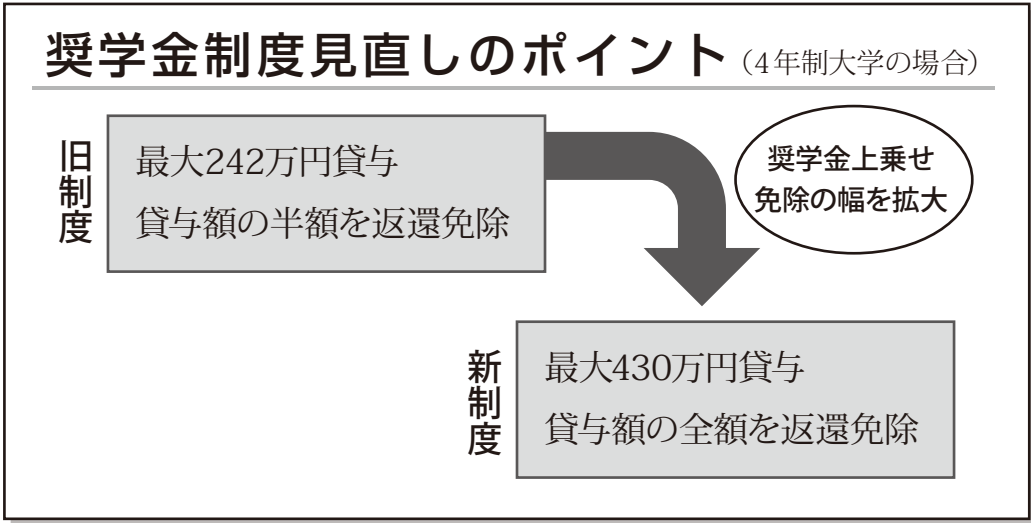 奨学金制度見直しのポイント（4年制大学の場合）
旧制度
最大242万円貸与
貸与額の半額を返還免除
奨学金上乗せ
免除の幅を拡大
新制度
最大430万円貸与
貸与額の全額を返還免除